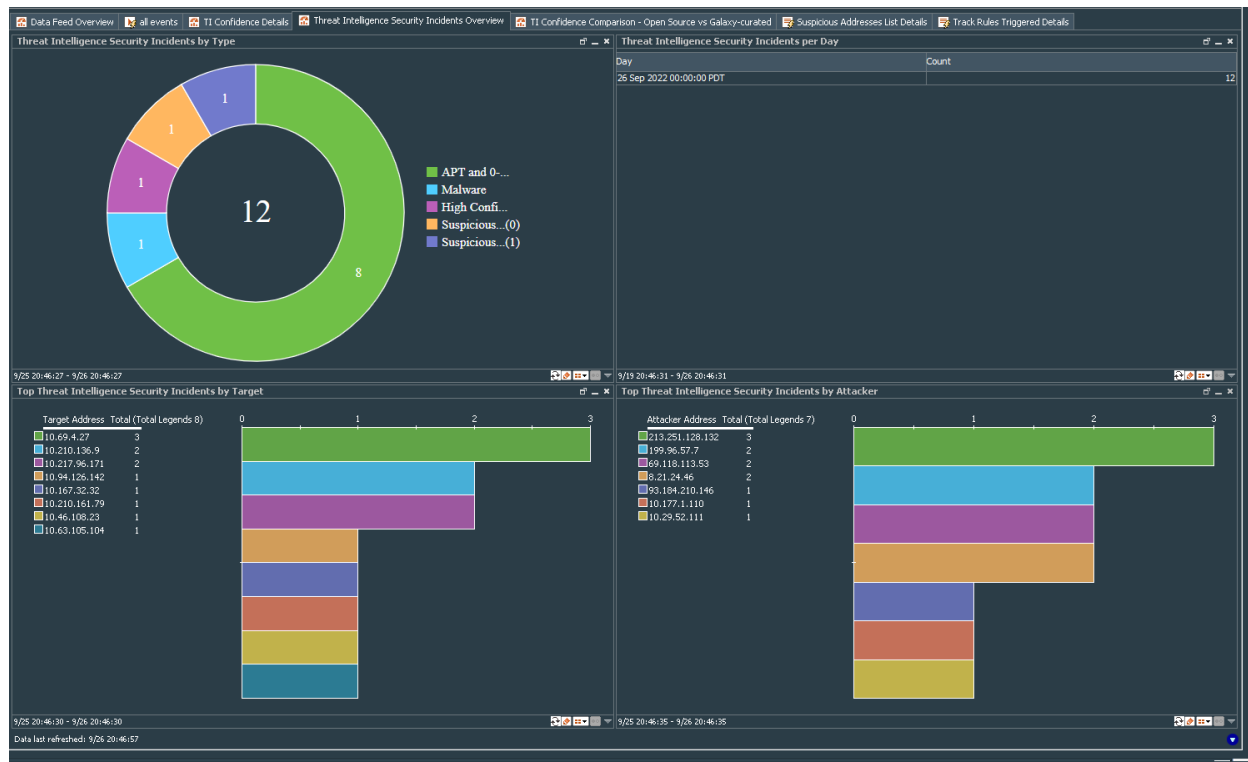 Data Feed Overview all events TI Confidence Details Threat Intelligence Security Incidents Overview TI Confidence Comparison - Open Source vs Galaxy-curated Suspicious Addresses List Details Track Rules Triggered Details
Threat Intelligence Security Incidents by Type
1
1
1
1
8
12
APT and 0-...
Malware
High Confi...
Suspicious...(0)
Suspicious...(1)
9/25 20:46:27 - 9/26 20:46:27
Threat Intelligence Security Incidents per Day
Day Count
26 Sep 2022 00:00:00 PDT 12
9/19 20:46:31 - 9/26 20:46:31
Top Threat Intelligence Security Incidents by Target
Target Address Total (Total Legends 8) 0 1 2 3
10.69.4.27 3
10.210.136.9 2
10.217.96.171 2
10.94.126.142 1
10.167.32.32 1
10.210.161.79 1
10.46.108.23 1
10.63.105.104 1
9/25 20:46:30 - 9/26 20:46:30
Top Threat Intelligence Security Incidents by Attacker
Attacker Address Total (Total Legends 7) 0 1 2 3
213.251.128.132 3
199.96.57.7 2
69.118.113.53 2
8.21.24.46 2
93.184.210.146 1
10.177.1.110 1
10.29.52.111 1
9/25 20:46:35 - 9/26 20:46:35
Data last refreshed: 9/26 20:46:57